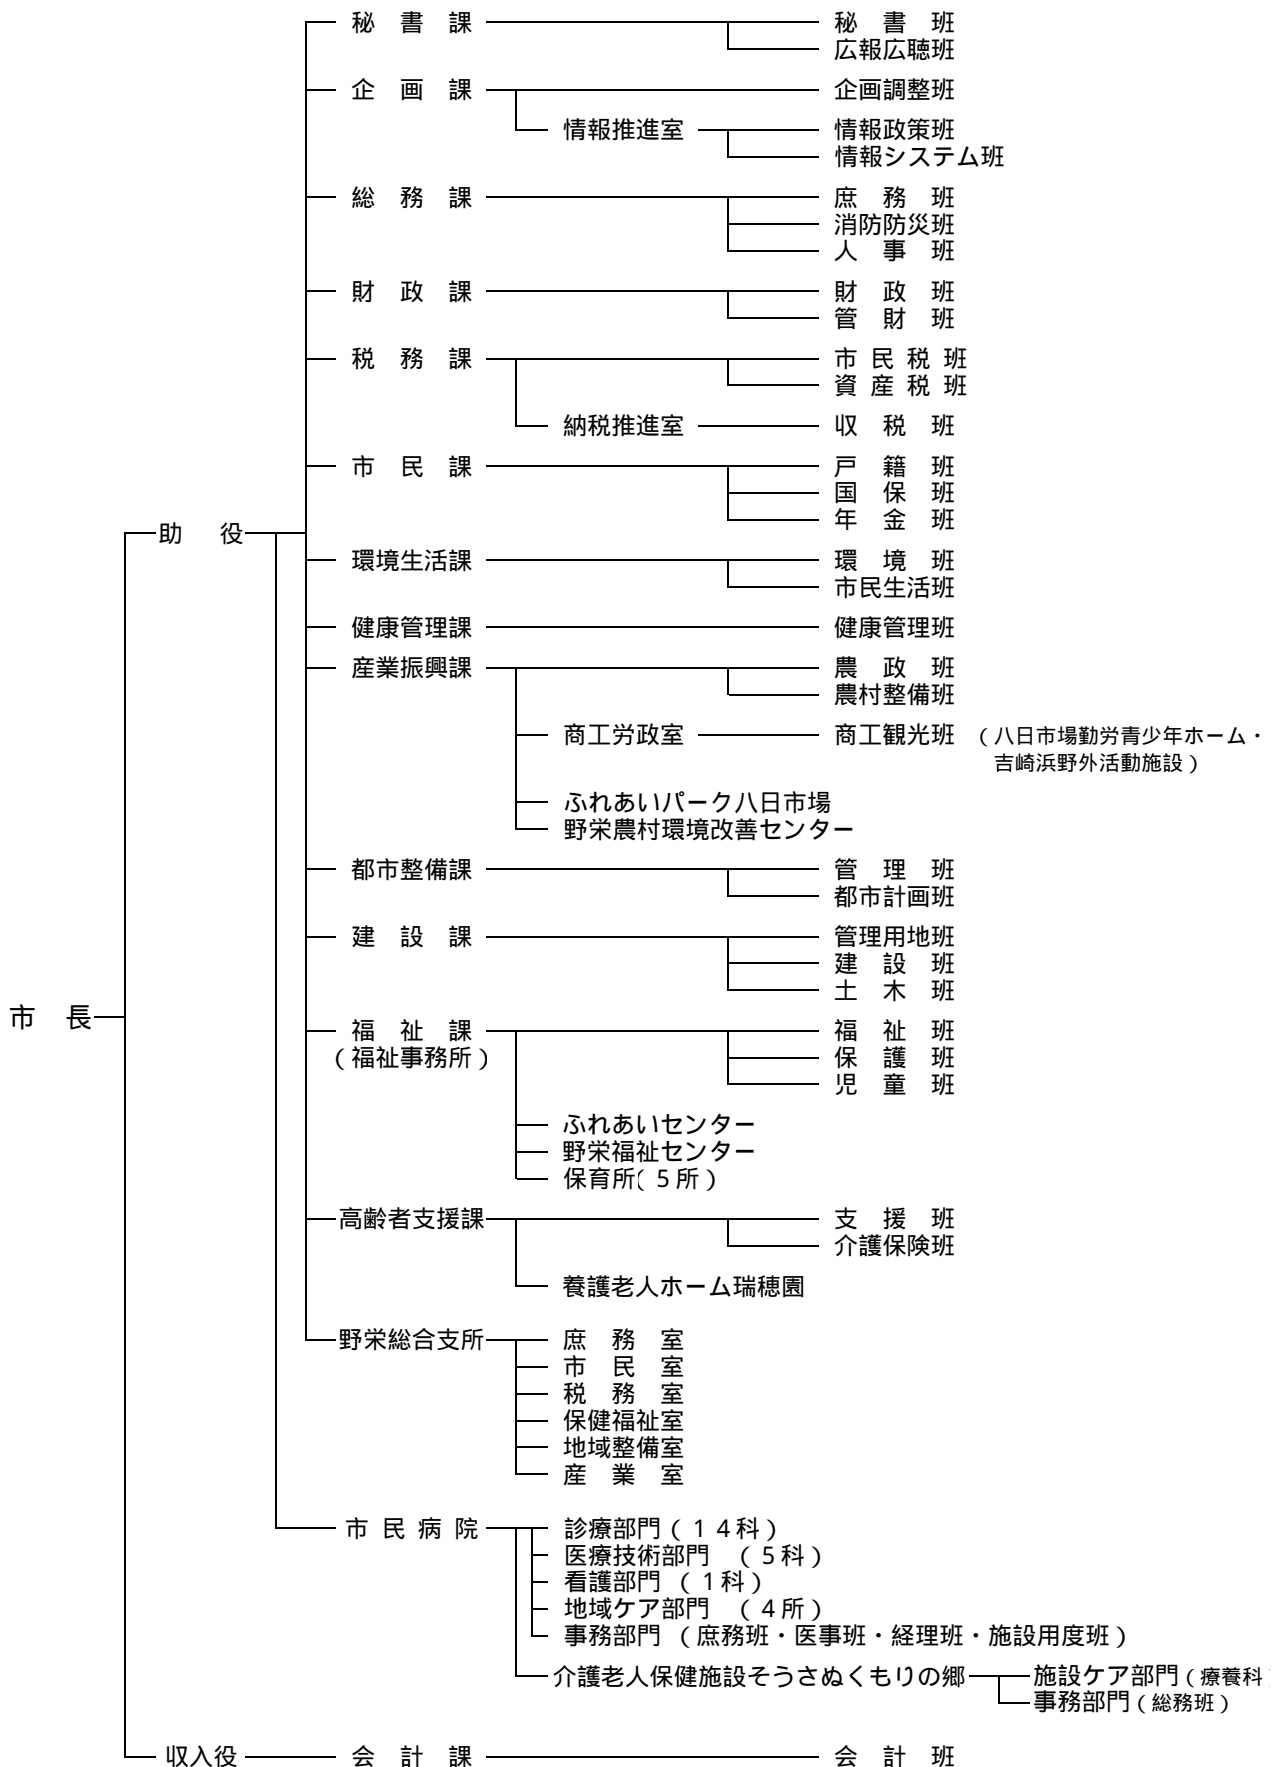 秘 書 課 秘 書 班
広報広聴班
企 画 課 企画調整班
情報推進室 情報政策班
情報システム班
総 務 課 庶 務 班
消防防災班
人 事 班
財 政 課 財 政 班
管 財 班
税 務 課 市 民 税 班
資 産 税 班
納税推進室 収 税 班
市 民 課 戸 籍 班
国 保 班
年 金 班
助 役
環境生活課 環 境 班
市民生活班
健康管理課 健康管理班
産業振興課 農 政 班
農村整備班
商工労政室 商工観光班 (八日市場勤労青少年ホーム・
吉崎浜野外活動施設)
ふれあいパーク八日市場
野栄農村環境改善センター
都市整備課 管 理 班
都市計画班
建 設 課 管理用地班
建 設 班
土 木 班
市 長
福 祉 課 福 祉 班
(福祉事務所) 保 護 班
児 童 班
ふれあいセンター
野栄福祉センター
保育所(5所)
高齢者支援課 支 援 班
介護保険班
養護老人ホーム瑞穂園
野栄総合支所 庶 務 室
市 民 室
税 務 室
保健福祉室
地域整備室
産 業 室
市 民 病 院 診療部門(14科)
医療技術部門 (5科)
看護部門 (1科)
地域ケア部門 (4所)
事務部門 (庶務班・医事班・経理班・施設用度班)
介護老人保健施設そうさぬくもりの郷 施設ケア部門(療養科)
事務部門(総務班)
収入役 会 計 課 会 計 班